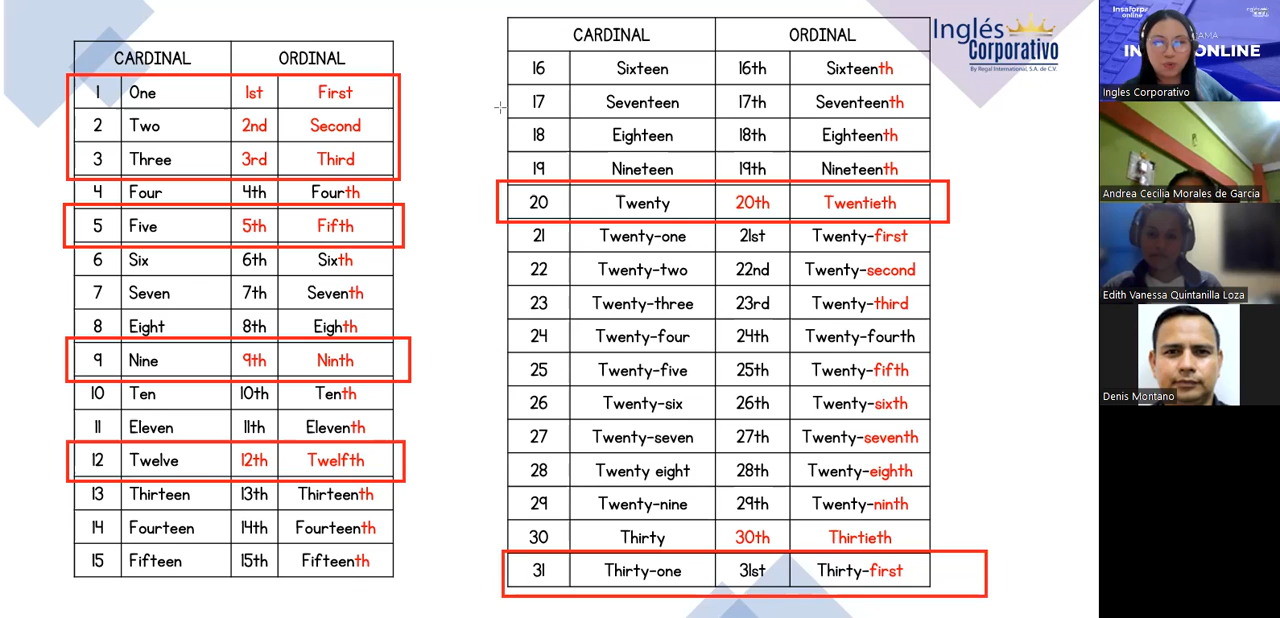 CARDINAL ORDINAL
1 One 1st First
2 Two 2nd Second
3 Three 3rd Third
4 Four 4th Fourth
5 Five 5th Fifth
6 Six 6th Sixth
7 Seven 7th Seventh
8 Eight 8th Eighth
9 Nine 9th Ninth
10 Ten 10th Tenth
11 Eleven 11th Eleventh
12 Twelve 12th Twelfth
13 Thirteen 13th Thirteenth
14 Fourteen 14th Fourteenth
15 Fifteen 15th Fifteenth
CARDINAL ORDINAL
16 Sixteen 16th Sixteenth
17 Seventeen 17th Seventeenth
18 Eighteen 18th Eighteenth
19 Nineteen 19th Nineteenth
20 Twenty 20th Twentieth
21 Twenty-one 21st Twenty-first
22 Twenty-two 22nd Twenty-second
23 Twenty-three 23rd Twenty-third
24 Twenty-four 24th Twenty-fourth
25 Twenty-five 25th Twenty-fifth
26 Twenty-six 26th Twenty-sixth
27 Twenty-seven 27th Twenty-seventh
28 Twenty eight 28th Twenty-eighth
29 Twenty-nine 29th Twenty-ninth
30 Thirty 30th Thirtieth
31 Thirty-one 31st Thirty-first
Inglés
Corporativo
By Regal International, S.A. de C.V.
Insaforp
online
AMA
IN ONLINE
Ingles Corporativo
Andrea Cecilia Morales de Garcia
Edith Vanessa Quintanilla Loza
Denis Montano